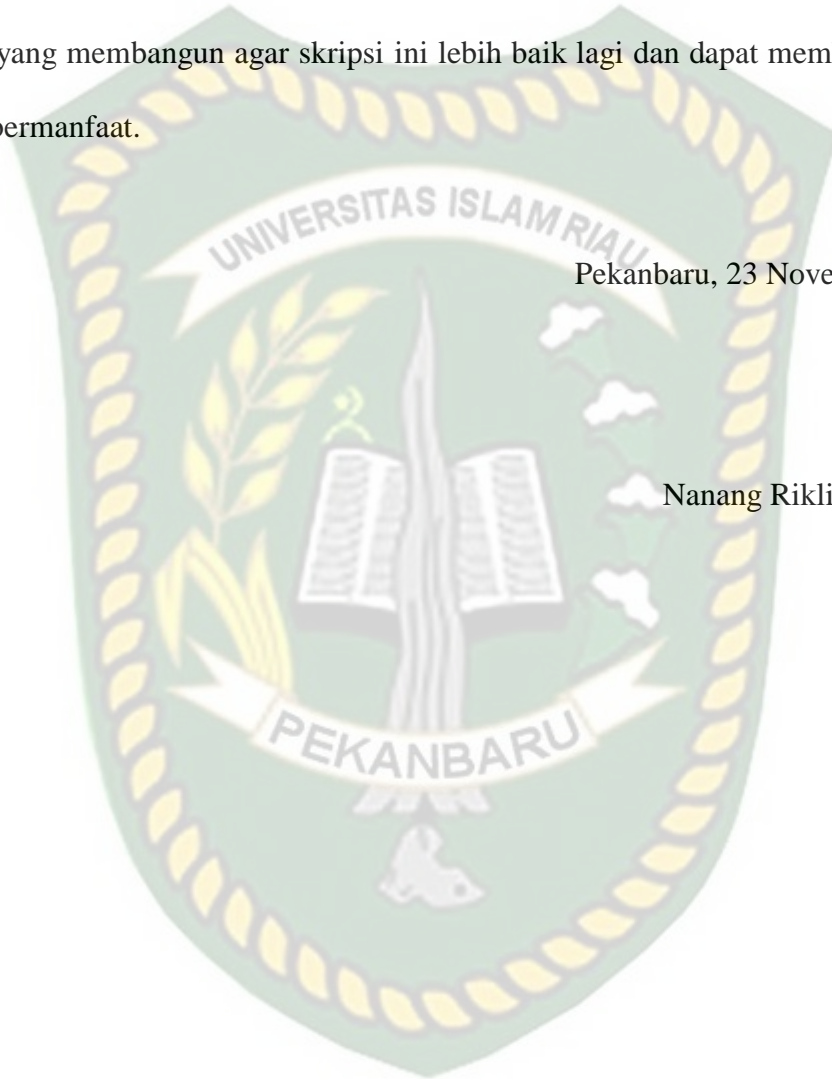 yang membangun agar skripsi ini lebih baik lagi dan dapat mem
bermanfaat.
UNIVERSITAS ISLAM RIAU
Pekanbaru, 23 Nove
Nanang Rikli
PEKANBARU